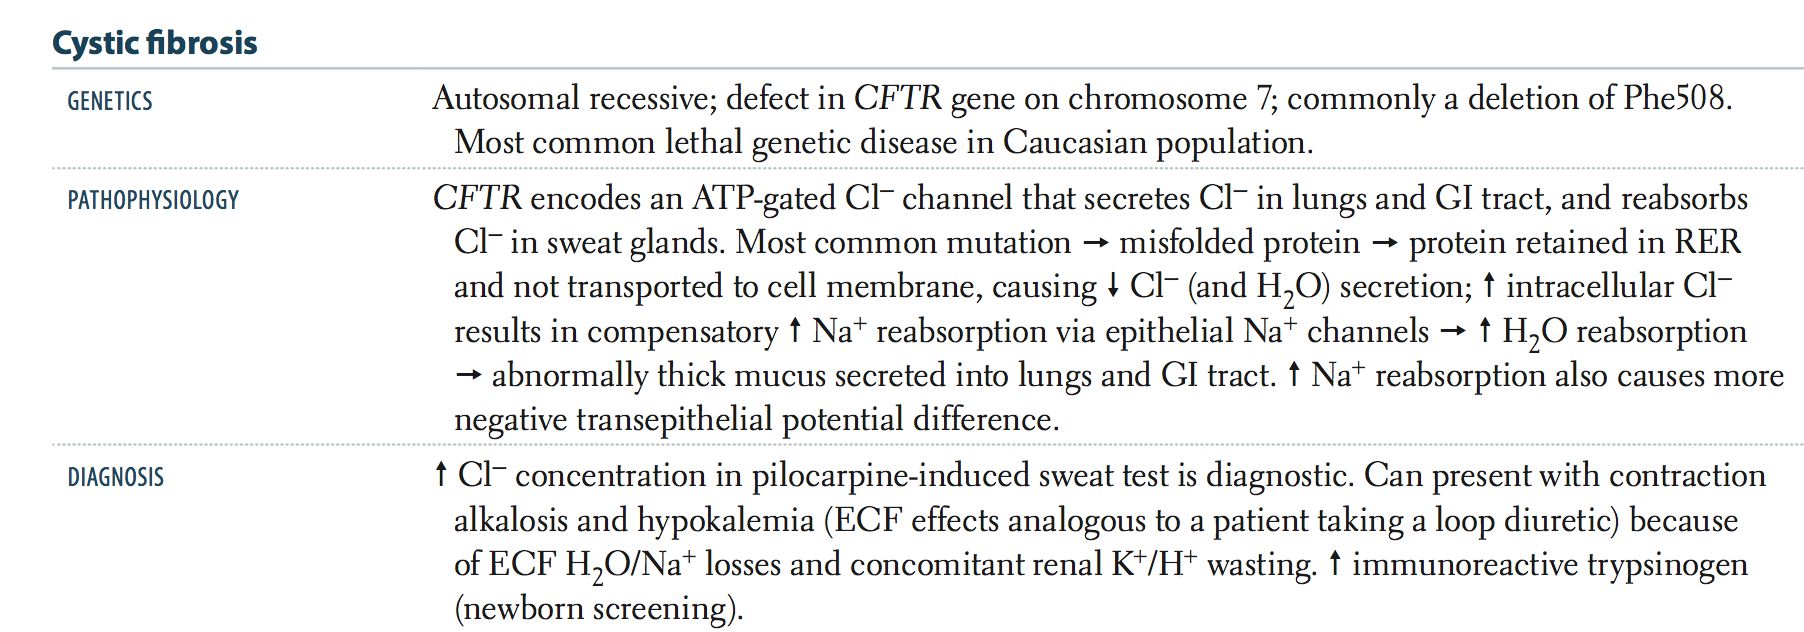 Cystic fibrosis
GENETICS
Autosomal recessive; defect in CFTR gene on chromosome 7; commonly a deletion of Phe508.
Most common lethal genetic disease in Caucasian population.
PATHOPHYSIOLOGY
CFTR encodes an ATP-gated Cl⁻ channel that secretes Cl⁻ in lungs and GI tract, and reabsorbs
Cl⁻ in sweat glands. Most common mutation → misfolded protein → protein retained in RER
and not transported to cell membrane, causing ↓ Cl⁻ (and H₂O) secretion; ↑ intracellular Cl⁻
results in compensatory ↑ Na⁺ reabsorption via epithelial Na⁺ channels → ↑ H₂O reabsorption
→ abnormally thick mucus secreted into lungs and GI tract. ↑ Na⁺ reabsorption also causes more
negative transepithelial potential difference.
DIAGNOSIS
↑ Cl⁻ concentration in pilocarpine-induced sweat test is diagnostic. Can present with contraction
alkalosis and hypokalemia (ECF effects analogous to a patient taking a loop diuretic) because
of ECF H₂O/Na⁺ losses and concomitant renal K⁺/H⁺ wasting. ↑ immunoreactive trypsinogen
(newborn screening).